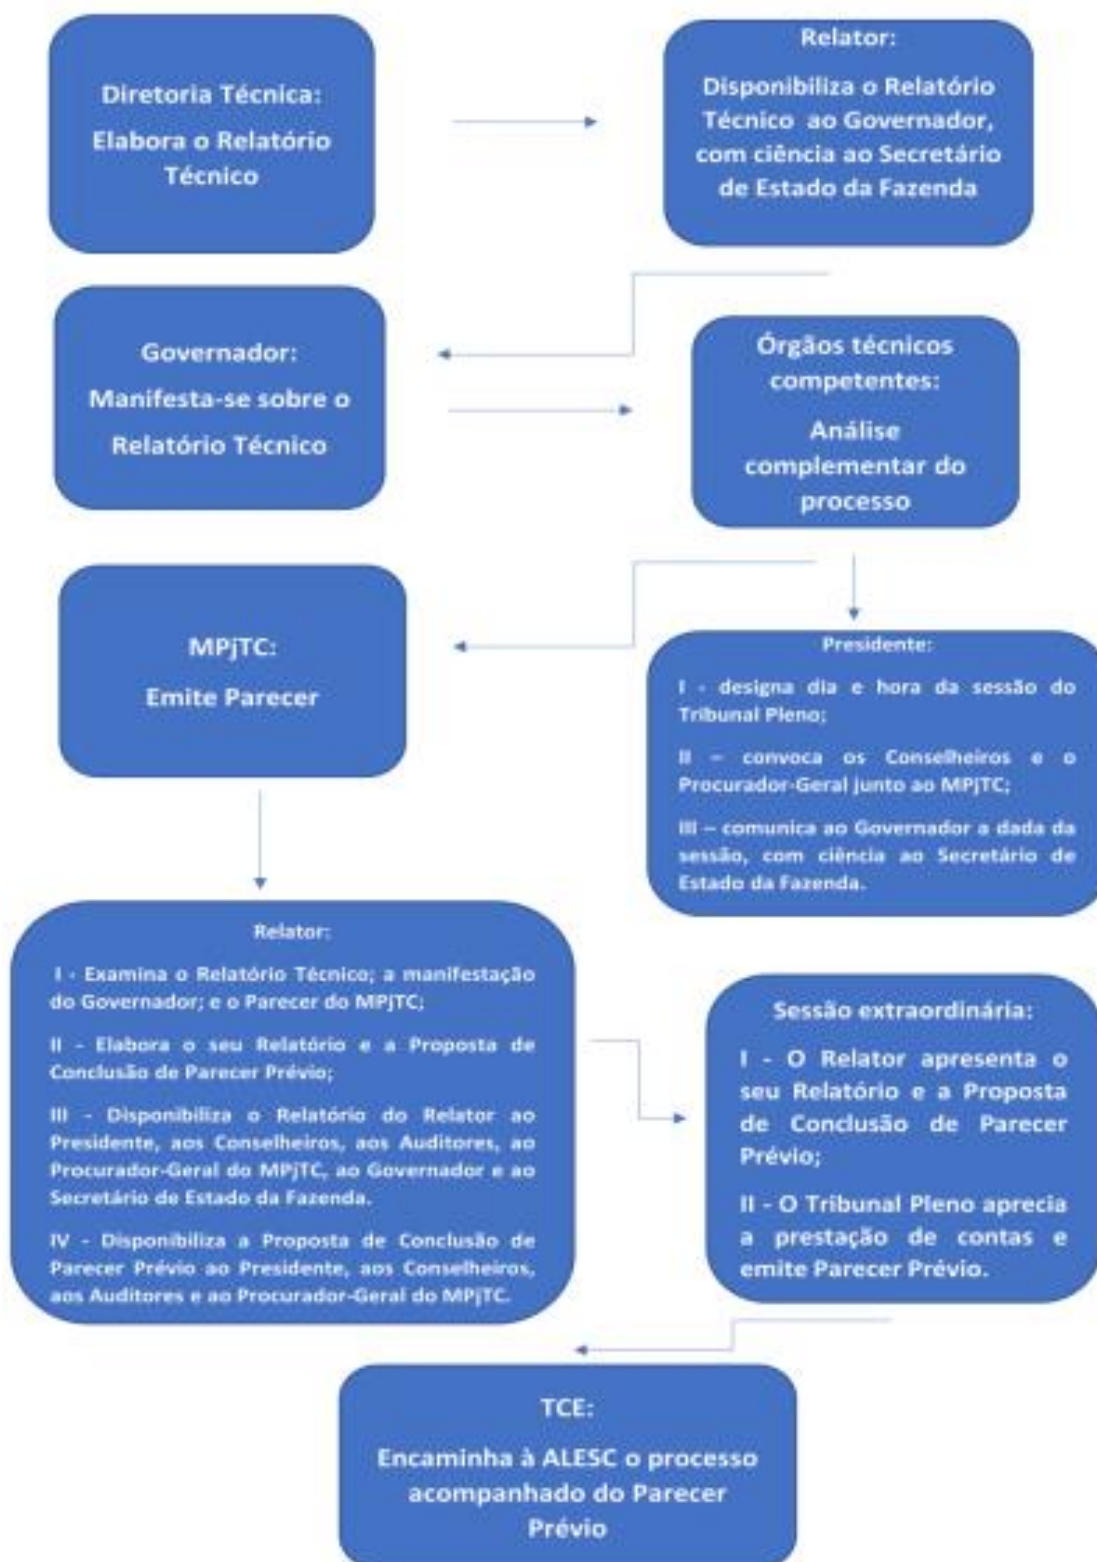 Diretoria Técnica:
Elabora o Relatório
Técnico
Relator:
Disponibiliza o Relatório
Técnico ao Governador,
com ciência ao Secretário
de Estado da Fazenda
Governador:
Manifesta-se sobre o
Relatório Técnico
Órgãos técnicos
competentes:
Análise
complementar do
processo
MPjTC:
Emite Parecer
Presidente:
I - designa dia e hora da sessão do
Tribunal Pleno;
II – convoca os Conselheiros e o
Procurador-Geral junto ao MPjTC;
III – comunica ao Governador a dada da
sessão, com ciência ao Secretário de
Estado da Fazenda.
Relator:
I - Examina o Relatório Técnico; a manifestação
do Governador; e o Parecer do MPjTC;
II - Elabora o seu Relatório e a Proposta de
Conclusão de Parecer Prévio;
III - Disponibiliza o Relatório do Relator ao
Presidente, aos Conselheiros, aos Auditores, ao
Procurador-Geral do MPjTC, ao Governador e ao
Secretário de Estado da Fazenda.
IV - Disponibiliza a Proposta de Conclusão de
Parecer Prévio ao Presidente, aos Conselheiros,
aos Auditores e ao Procurador-Geral do MPjTC.
Sessão extraordinária:
I - O Relator apresenta o
seu Relatório e a Proposta
de Conclusão de Parecer
Prévio;
II - O Tribunal Pleno aprecia
a prestação de contas e
emite Parecer Prévio.
TCE:
Encaminha à ALESC o processo
acompanhado do Parecer
Prévio